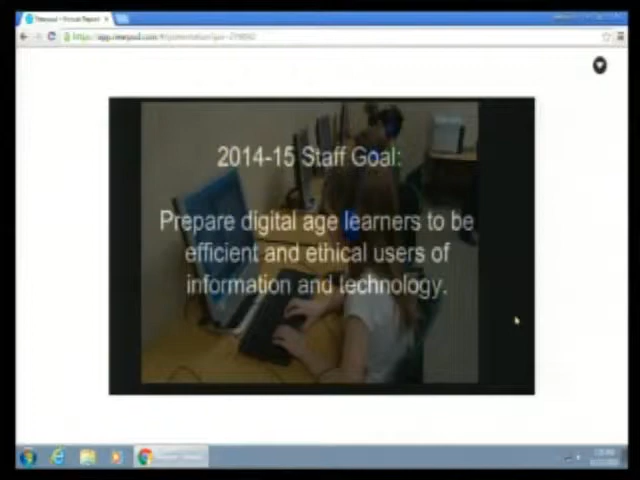 2014-15 Staff Goal:
Prepare digital age learners to be
efficient and ethical users of
information and technology.